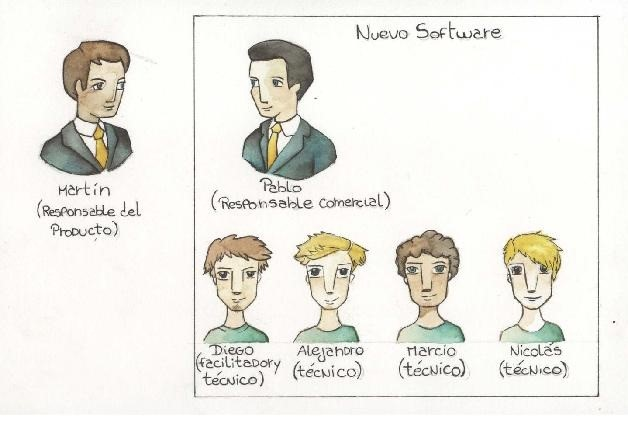 Nuevo Software
Martín
(Responsable del
Producto)
Pablo
(Responsable comercial)
Diego
(facilitador y
técnico)
Alejandro
(técnico)
Marcio
(técnico)
Nicolás
(técnico)